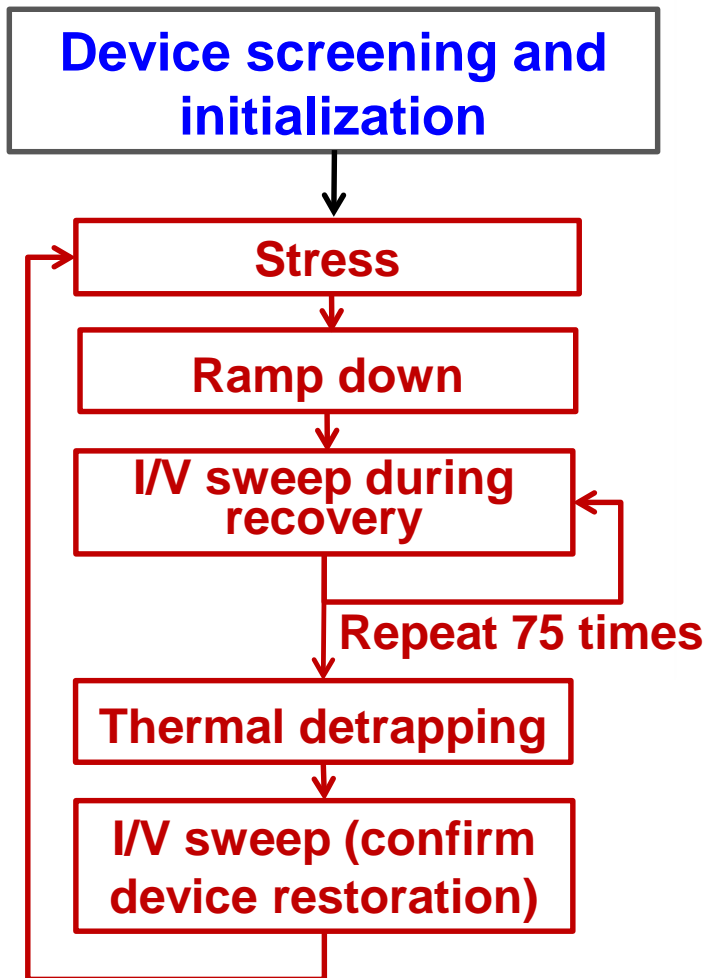 Device screening and
initialization
Stress
Ramp down
I/V sweep during
recovery
Repeat 75 times
Thermal detrapping
I/V sweep (confirm
device restoration)